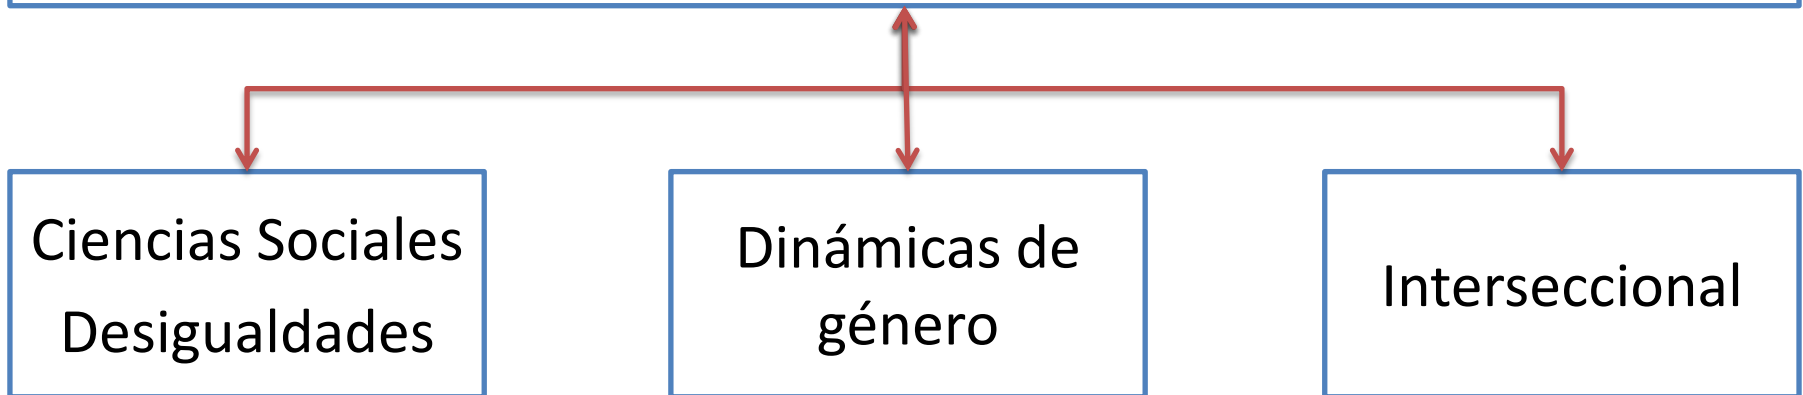 Ciencias Sociales
Desigualdades
Dinámicas de
género
Interseccional